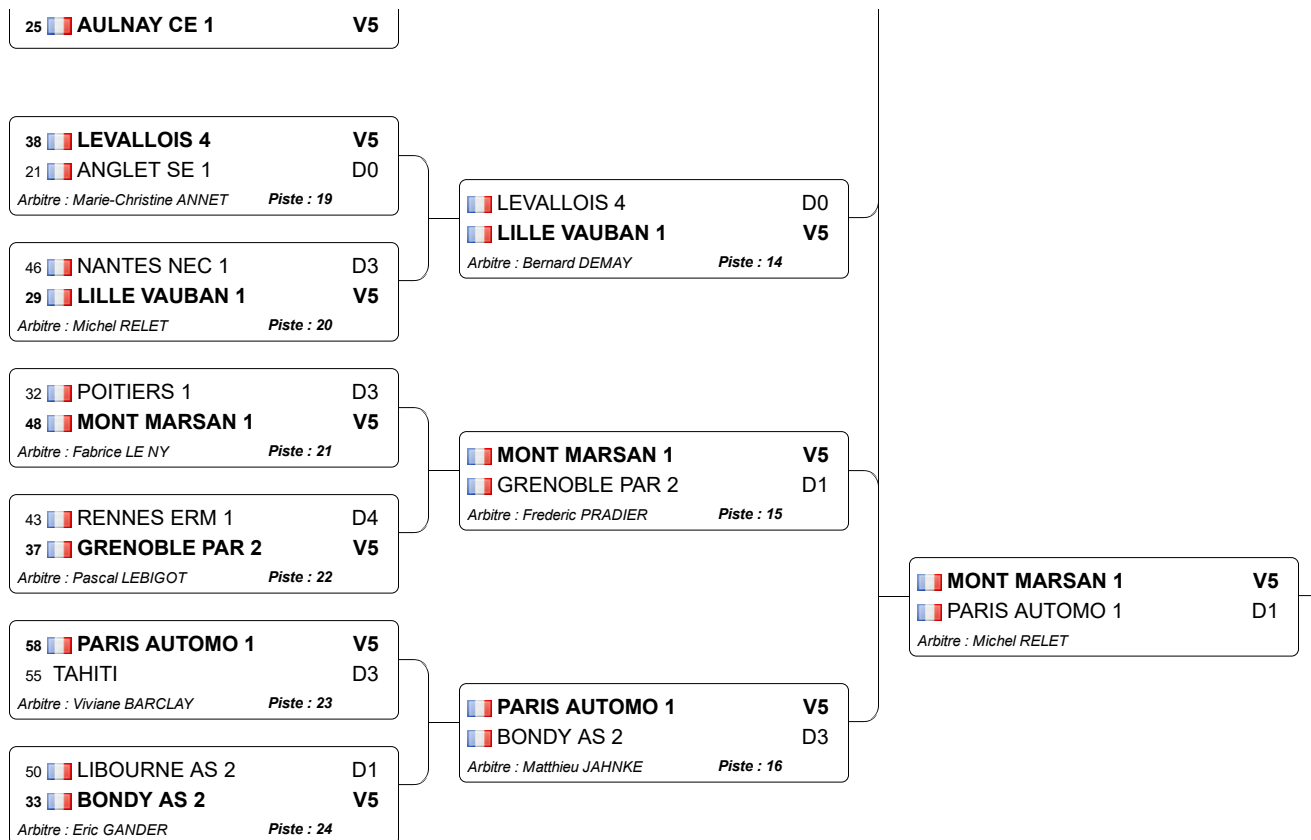 25 AULNAY CE 1 V5
38 LEVALLOIS 4 V5
21 ANGLET SE 1 D0
Arbitre : Marie-Christine ANNET Piste : 19
46 NANTES NEC 1 D3
29 LILLE VAUBAN 1 V5
Arbitre : Michel RELET Piste : 20
32 POITIERS 1 D3
48 MONT MARSAN 1 V5
Arbitre : Fabrice LE NY Piste : 21
43 RENNES ERM 1 D4
37 GRENOBLE PAR 2 V5
Arbitre : Pascal LEBIGOT Piste : 22
58 PARIS AUTOMO 1 V5
55 TAHITI D3
Arbitre : Viviane BARCLAY Piste : 23
50 LIBOURNE AS 2 D1
33 BONDY AS 2 V5
Arbitre : Eric GANDER Piste : 24
LEVALLOIS 4 D0
LILLE VAUBAN 1 V5
Arbitre : Bernard DEMAY Piste : 14
MONT MARSAN 1 V5
GRENOBLE PAR 2 D1
Arbitre : Frederic PRADIER Piste : 15
PARIS AUTOMO 1 V5
BONDY AS 2 D3
Arbitre : Matthieu JAHNKE Piste : 16
MONT MARSAN 1 V5
PARIS AUTOMO 1 D1
Arbitre : Michel RELET